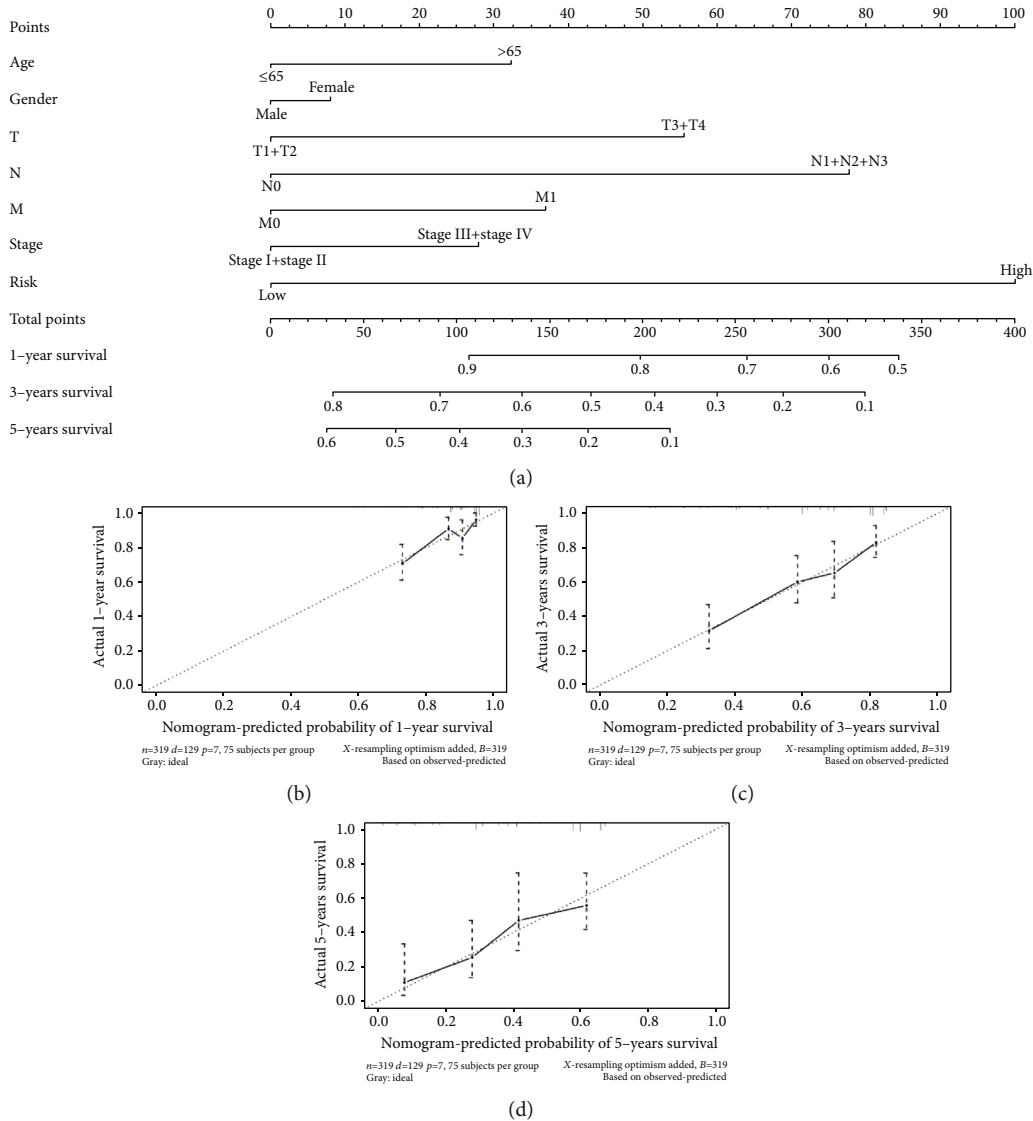 Points 0 10 20 30 40 50 60 70 80 90 100
Age ≤65 >65
Gender Male Female
T T1+T2 T3+T4
N N0 N1+N2+N3
M M0 M1
Stage Stage I+stage II Stage III+stage IV
Risk Low High
Total points 0 50 100 150 200 250 300 350 400
1–year survival 0.9 0.8 0.7 0.6 0.5
3–years survival 0.8 0.7 0.6 0.5 0.4 0.3 0.2 0.1
5–years survival 0.6 0.5 0.4 0.3 0.2 0.1
(a)
Actual 1–year survival
1.0
0.8
0.6
0.4
0.2
0.0
0.0 0.2 0.4 0.6 0.8 1.0
Nomogram-predicted probability of 1–year survival
n=319 d=129 p=7, 75 subjects per group
Gray: ideal
X-resampling optimism added, B=319
Based on observed-predicted
(b)
Actual 3–years survival
1.0
0.8
0.6
0.4
0.2
0.0
0.0 0.2 0.4 0.6 0.8 1.0
Nomogram-predicted probability of 3–years survival
n=319 d=129 p=7, 75 subjects per group
Gray: ideal
X-resampling optimism added, B=319
Based on observed-predicted
(c)
Actual 5–years survival
1.0
0.8
0.6
0.4
0.2
0.0
0.0 0.2 0.4 0.6 0.8 1.0
Nomogram-predicted probability of 5–years survival
n=319 d=129 p=7, 75 subjects per group
Gray: ideal
X-resampling optimism added, B=319
Based on observed-predicted
(d)